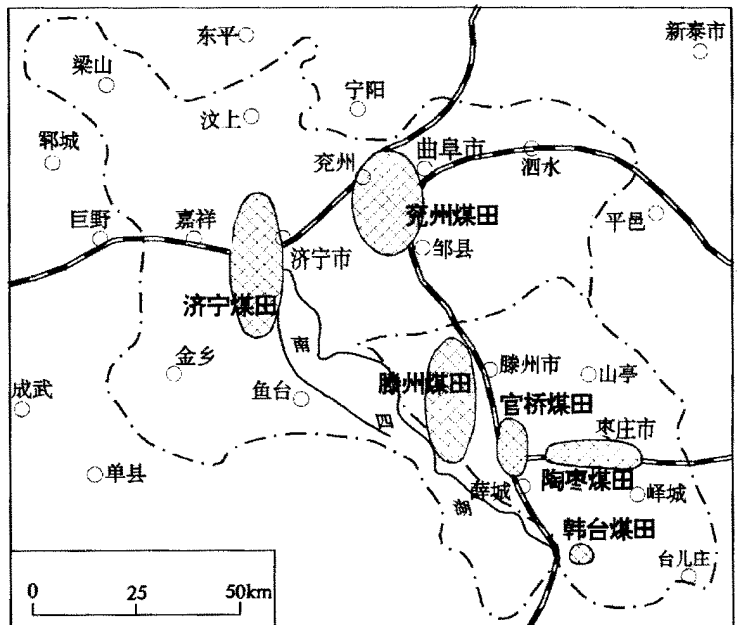 东平
新泰市
梁山
宁阳
汶上
郓城
曲阜市
兖州
泗水
兖州煤田
平邑
巨野
嘉祥
济宁市
邹县
济宁煤田
南
金乡
滕州煤田
滕州市
山亭
成武
鱼台
官桥煤田
四
枣庄市
单县
薛城
陶枣煤田
峄城
湖
韩台煤田
台儿庄
0
25
50km